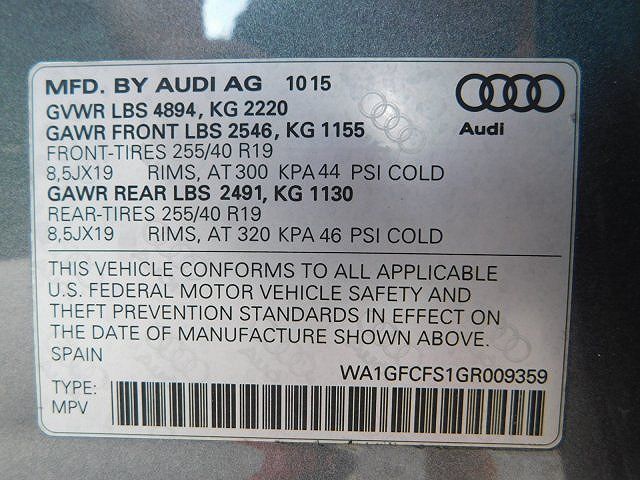 MFD. BY AUDI AG 10 15
GVWR LBS 4894, KG 2220
GAWR FRONT LBS 2546, KG 1155
FRONT-TIRES 255/40 R19
8,5JX19 RIMS, AT 300 KPA 44 PSI COLD
GAWR REAR LBS 2491, KG 1130
REAR-TIRES 255/40 R19
8,5JX19 RIMS, AT 320 KPA 46 PSI COLD
Audi
THIS VEHICLE CONFORMS TO ALL APPLICABLE
U.S. FEDERAL MOTOR VEHICLE SAFETY AND
THEFT PREVENTION STANDARDS IN EFFECT ON
THE DATE OF MANUFACTURE SHOWN ABOVE.
SPAIN
WA1GFCFS1GR009359
TYPE:
MPV